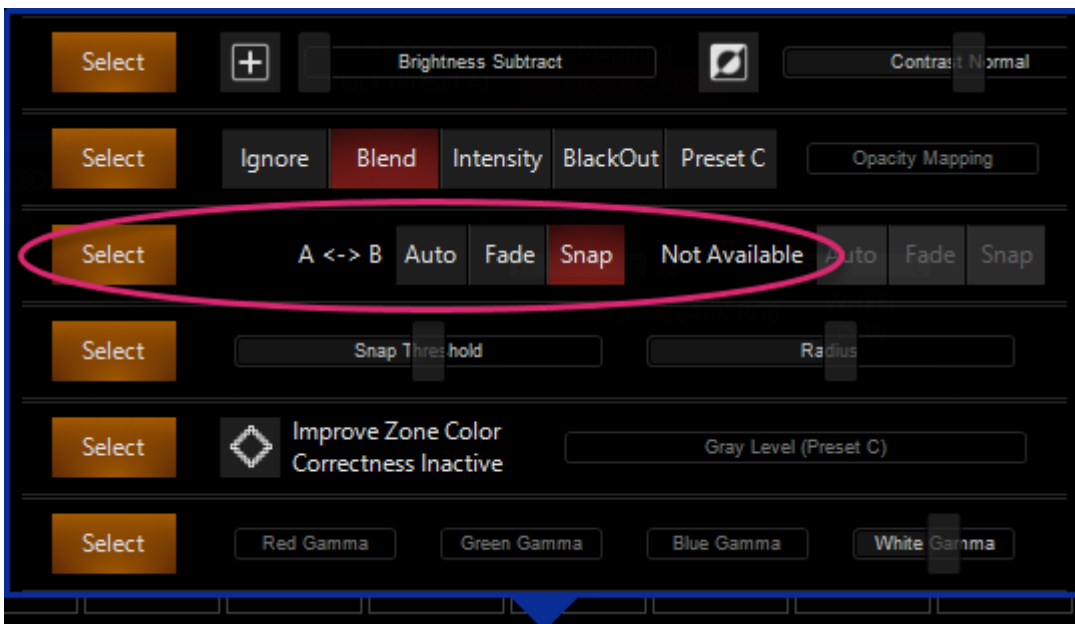 Select Brightness Subtract Contrast Normal
Select Ignore Blend Intensity BlackOut Preset C Opacity Mapping
Select A <-> B Auto Fade Snap Not Available Auto Fade Snap
Select Snap Threshold Radius
Select Improve Zone Color
Correctness Inactive Gray Level (Preset C)
Select Red Gamma Green Gamma Blue Gamma White Gamma